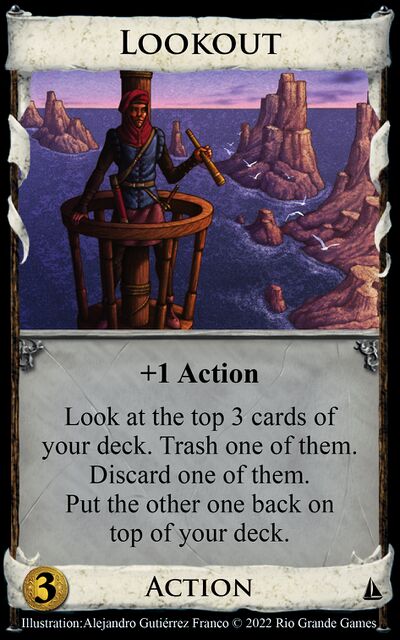 LOOKOUT
+1 Action
Look at the top 3 cards of
your deck. Trash one of them.
Discard one of them.
Put the other one back on
top of your deck.
3
ACTION
Illustration: Alejandro Gutiérrez Franco © 2022 Rio Grande Games